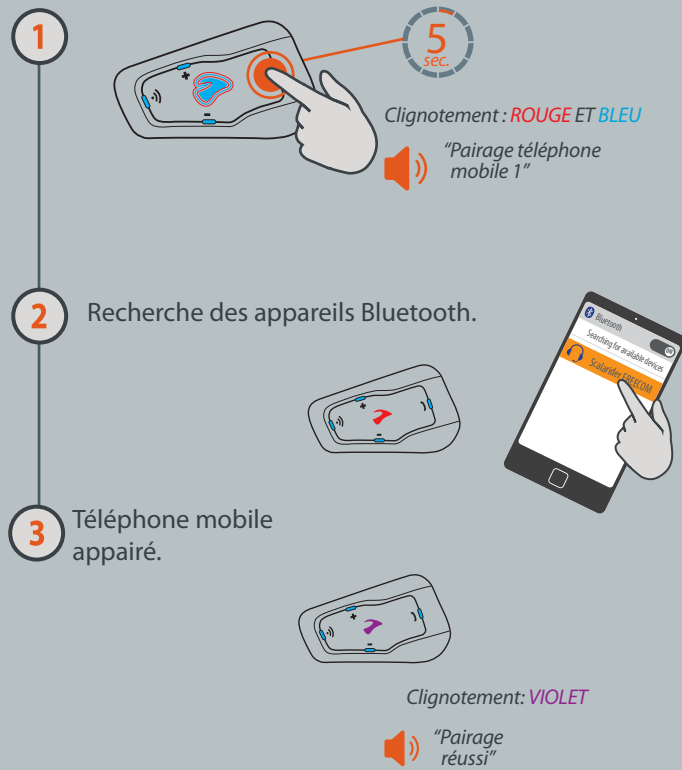 1
5
sec.
Clignotement : ROUGE ET BLEU
“Pairage téléphone
mobile 1”
2
Recherche des appareils Bluetooth.
Bluetooth
ON
Searching for available devices
Scalarider FREECOM
3
Téléphone mobile
appairé.
Clignotement: VIOLET
“Pairage
réussi”